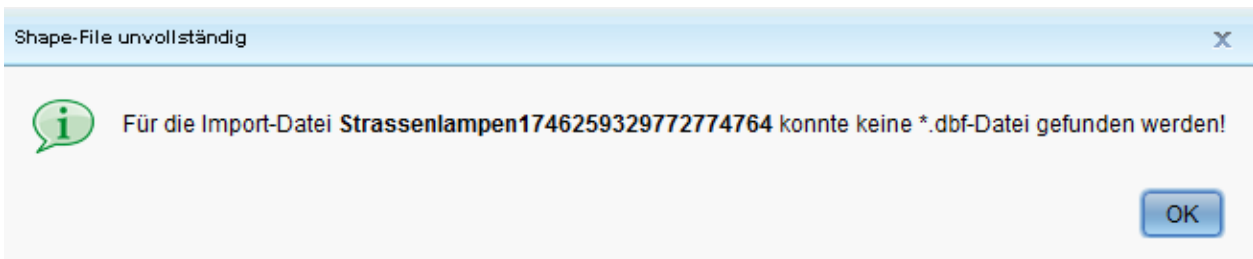 Shape-File unvollständig
Für die Import-Datei Strassenlampen1746259329772774764 konnte keine *.dbf-Datei gefunden werden!
OK